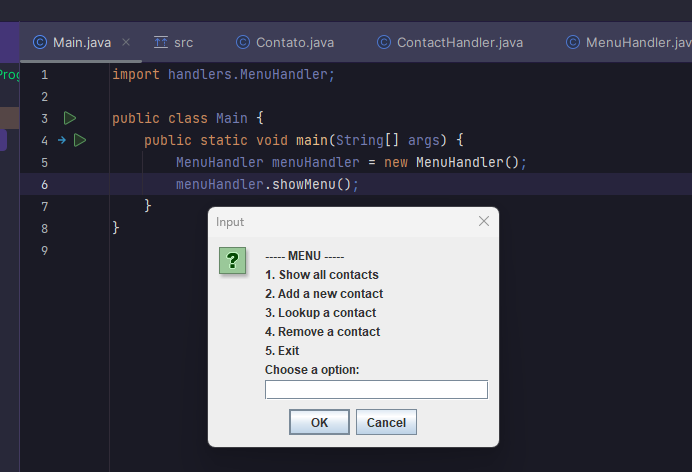 Main.java × src Contato.java ContactHandler.java MenuHandler.jav
Prog
1 import handlers.MenuHandler;
2
3 public class Main {
4 public static void main(String[] args) {
5 MenuHandler menuHandler = new MenuHandler();
6 menuHandler.showMenu();
7 }
8 }
9
Input
?
----- MENU -----
1. Show all contacts
2. Add a new contact
3. Lookup a contact
4. Remove a contact
5. Exit
Choose a option:
OK Cancel